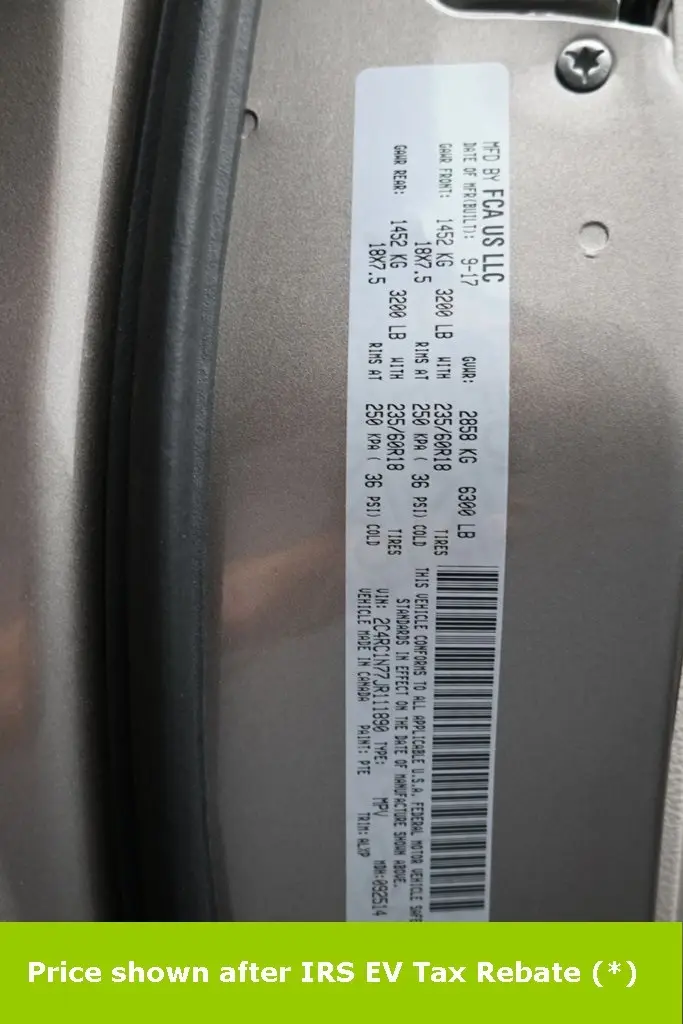 MFD BY FCA US LLC
DATE OF MFR(BUILT): 9-17 GVWR: 2858 KG 6300 LB
GAWR FRONT: 1452 KG 3200 LB WITH 235/60R18 TIRES
18X7.5 RIMS AT 250 KPA ( 36 PSI) COLD
GAWR REAR: 1452 KG 3200 LB WITH 235/60R18 TIRES
18X7.5 RIMS AT 250 KPA ( 36 PSI) COLD
THIS VEHICLE CONFORMS TO ALL APPLICABLE U.S.A. FEDERAL MOTOR VEHICLE
STANDARDS IN EFFECT ON THE DATE OF MANUFACTURE SHOWN ABOVE.
VIN: 2C4RC1N77JR111890 TYPE: MPV MDH:092514
VEHICLE MADE IN CANADA PAINT: PTE TRIM: ALXP
Price shown after IRS EV Tax Rebate (*)